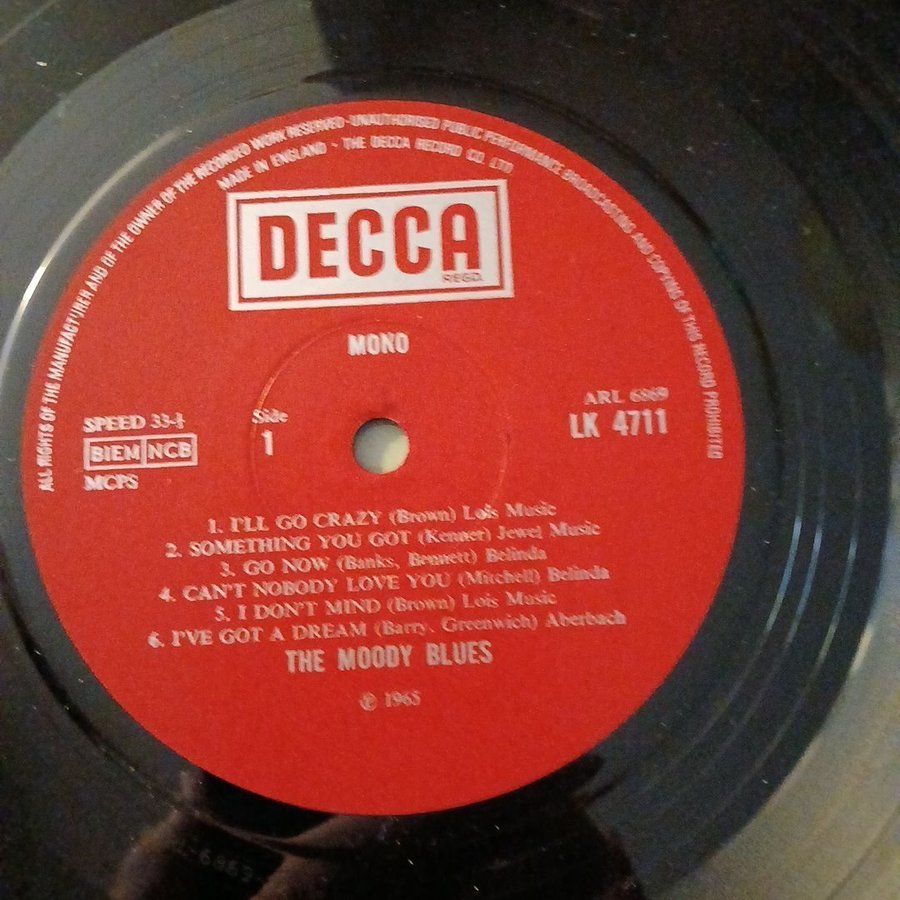 ALL RIGHTS OF THE MANUFACTURER AND OF THE OWNER OF THE RECORDED WORK RESERVED · UNAUTHORISED PUBLIC PERFORMANCE BROADCASTING AND COPYING OF THIS RECORD PROHIBITED
MADE IN ENGLAND · THE DECCA RECORD CO. LTD
DECCA
REGD.
MONO
SPEED 33-⅓
BIEM NCB
MCPS
Side
1
ARL 6869
LK 4711
1. I'LL GO CRAZY (Brown) Lois Music
2. SOMETHING YOU GOT (Kenner) Jewel Music
3. GO NOW (Banks, Bennett) Belinda
4. CAN'T NOBODY LOVE YOU (Mitchell) Belinda
5. I DON'T MIND (Brown) Lois Music
6. I'VE GOT A DREAM (Barry, Greenwich) Aberbach
THE MOODY BLUES
℗ 1965